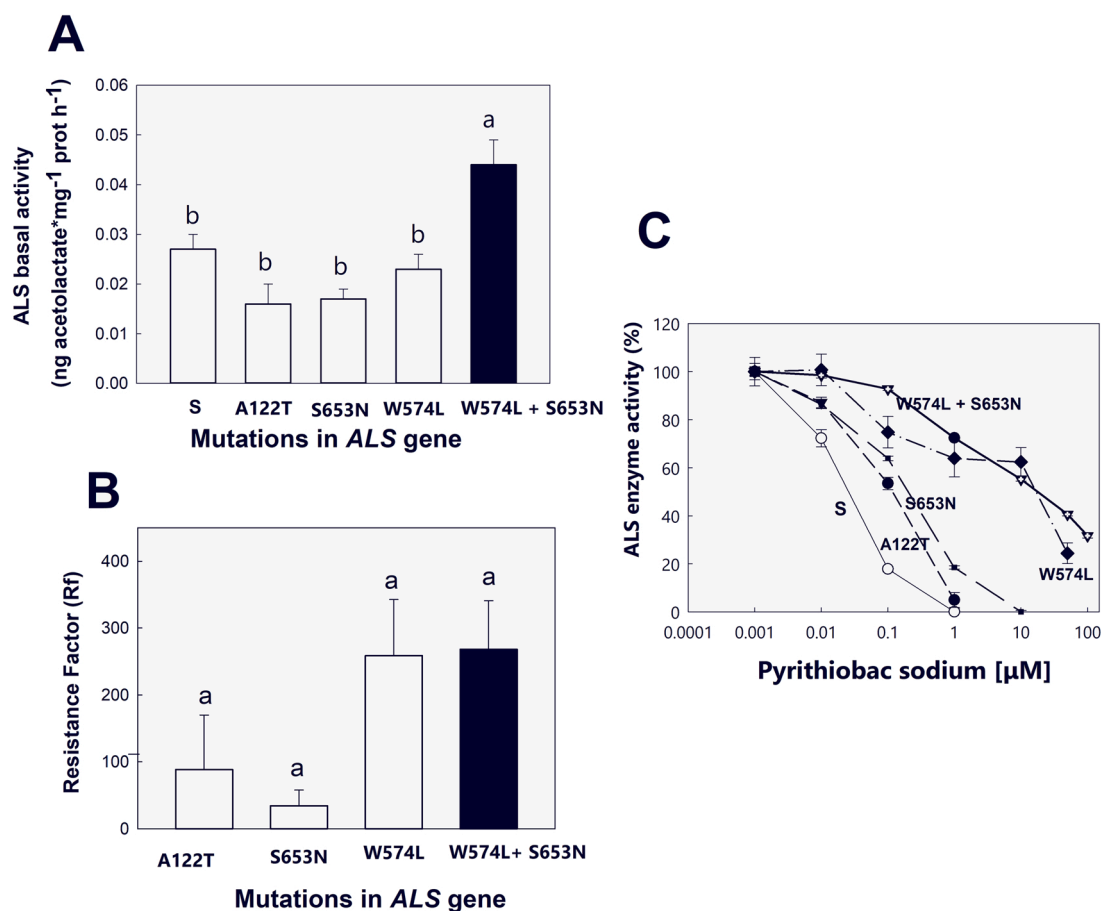 A
ALS basal activity
(ng acetolactate*mg-1 prot h-1)
0.06
0.05
0.04
0.03
0.02
0.01
0.00
b
b
b
b
a
S A122T S653N W574L W574L + S653N
Mutations in ALS gene
B
Resistance Factor (Rf)
400
300
200
100
0
a
a
a
a
A122T S653N W574L W574L+ S653N
Mutations in ALS gene
C
ALS enzyme activity (%)
120
100
80
60
40
20
0
W574L + S653N
S653N
S
A122T
W574L
0.0001 0.001 0.01 0.1 1 10 100
Pyrithiobac sodium [µM]